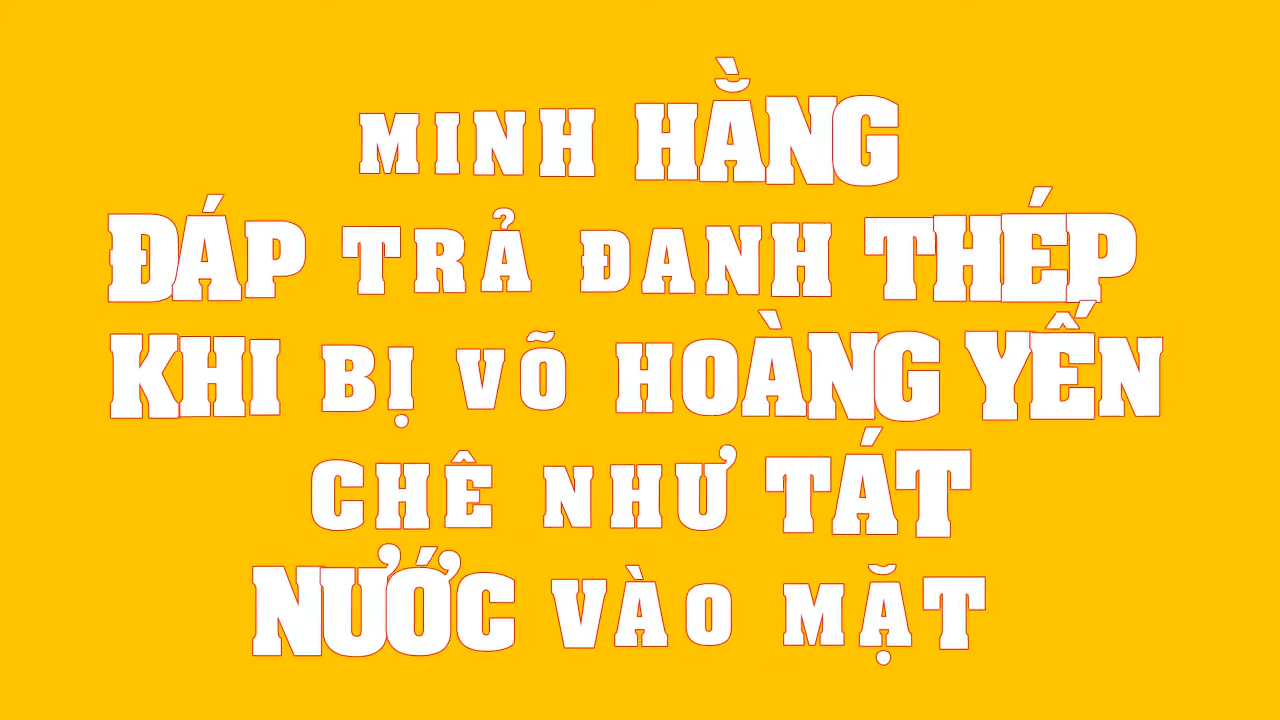 MINH HẰNG
ĐÁP TRẢ ĐANH THÉP
KHI BỊ VÕ HOÀNG YẾN
CHÊ NHƯ TÁT
NƯỚC VÀO MẶT